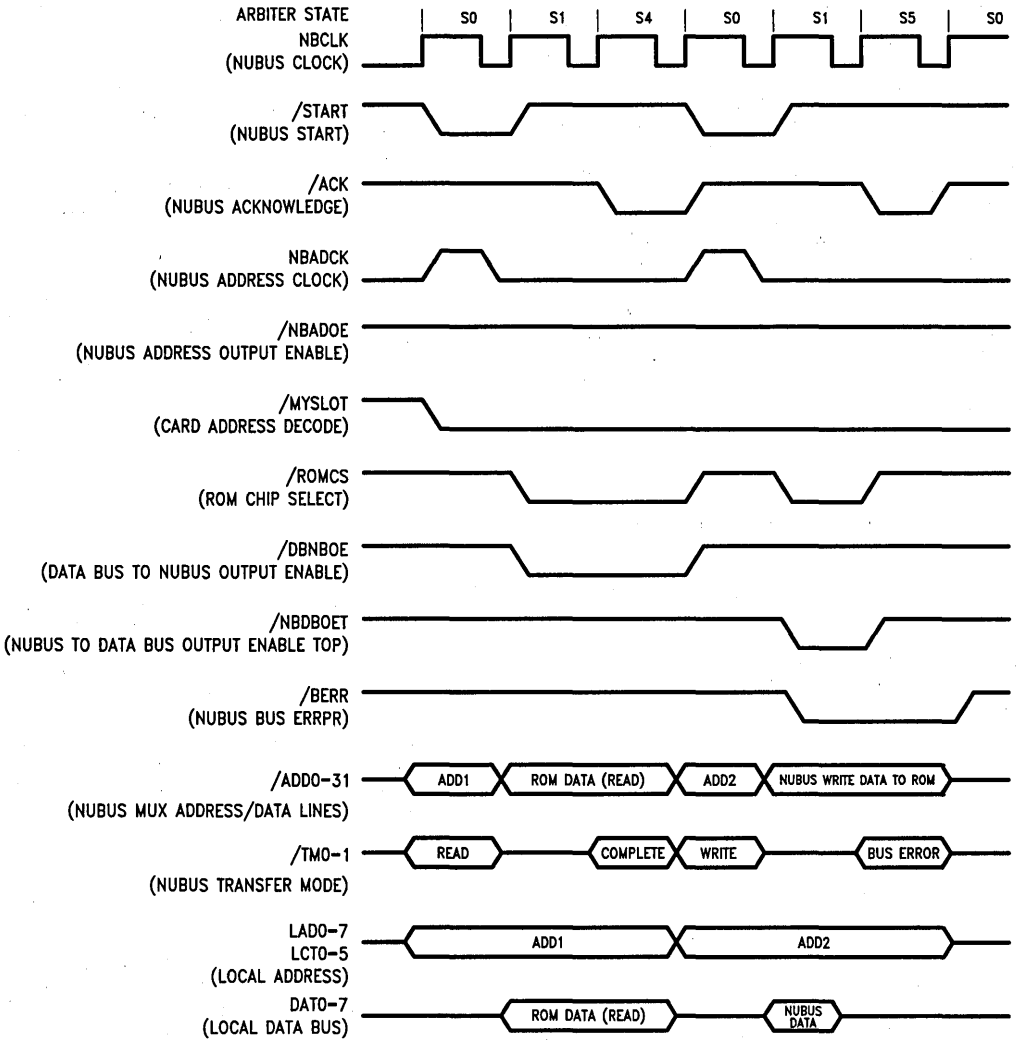 ARBITER STATE | S0 | S1 | S4 | S0 | S1 | S5 | S0
NBCLK
(NUBUS CLOCK)
/START
(NUBUS START)
/ACK
(NUBUS ACKNOWLEDGE)
NBADCK
(NUBUS ADDRESS CLOCK)
/NBADOE
(NUBUS ADDRESS OUTPUT ENABLE)
/MYSLOT
(CARD ADDRESS DECODE)
/ROMCS
(ROM CHIP SELECT)
/DBNBOE
(DATA BUS TO NUBUS OUTPUT ENABLE)
/NBDBOET
(NUBUS TO DATA BUS OUTPUT ENABLE TOP)
/BERR
(NUBUS BUS ERRPR)
/ADD0-31 ADD1 ROM DATA (READ) ADD2 NUBUS WRITE DATA TO ROM
(NUBUS MUX ADDRESS/DATA LINES)
/TM0-1 READ COMPLETE WRITE BUS ERROR
(NUBUS TRANSFER MODE)
LAD0-7
LCT0-5 ADD1 ADD2
(LOCAL ADDRESS)
DAT0-7 ROM DATA (READ) NUBUS DATA
(LOCAL DATA BUS)